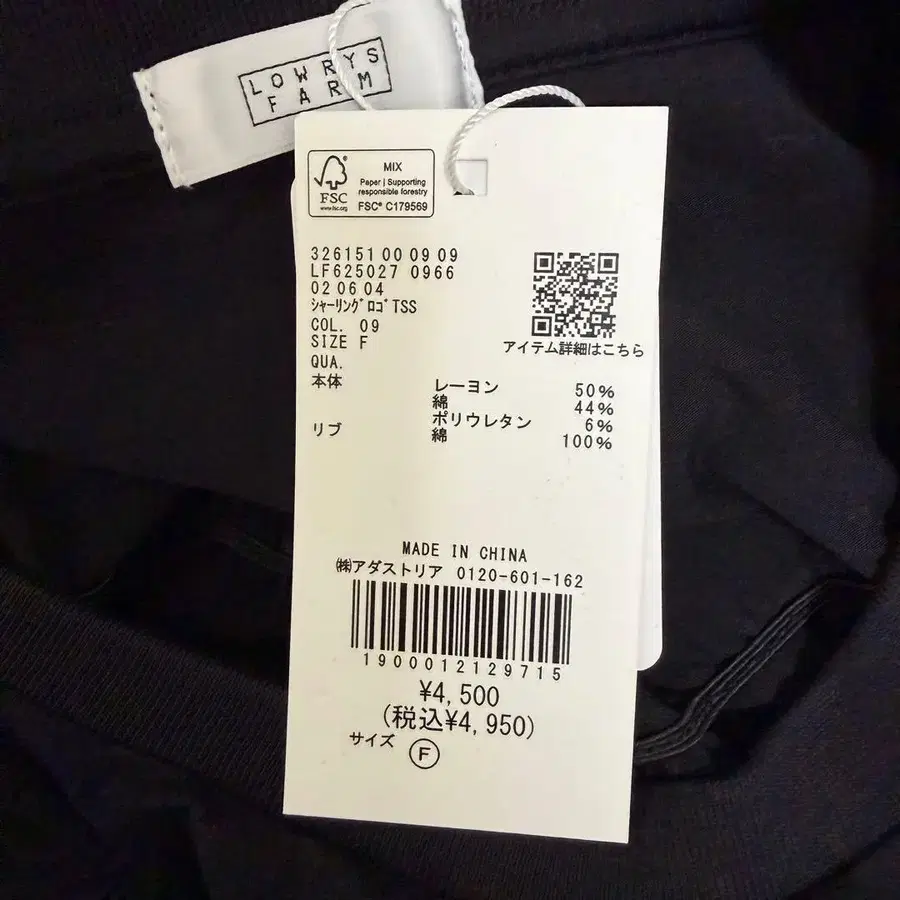 LOWRYS
FARM
MIX
Paper | Supporting
responsible forestry
FSC
www.fsc.org
FSC® C179569
326151 00 09 09
LF625027 0966
02 06 04
ｼｬｰﾘﾝｸﾞﾛｺﾞTSS
COL. 09
SIZE F
QUA.
アイテム詳細はこちら
本体 レーヨン 50%
綿 44%
ポリウレタン 6%
リブ 綿 100%
MADE IN CHINA
㈱アダストリア 0120-601-162
1900012129715
¥4,500
(税込¥4,950)
サイズ F